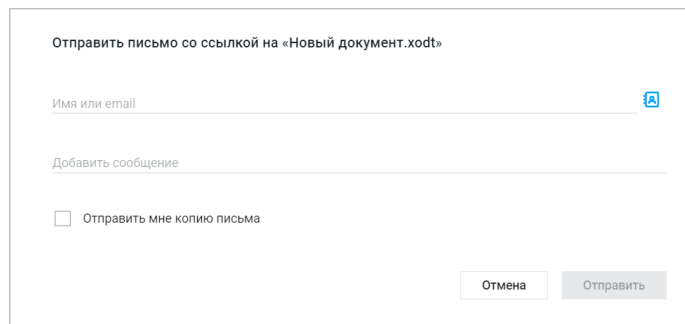 Отправить письмо со ссылкой на «Новый документ.xodt»
Имя или email
Добавить сообщение
Отправить мне копию письма
Отмена Отправить